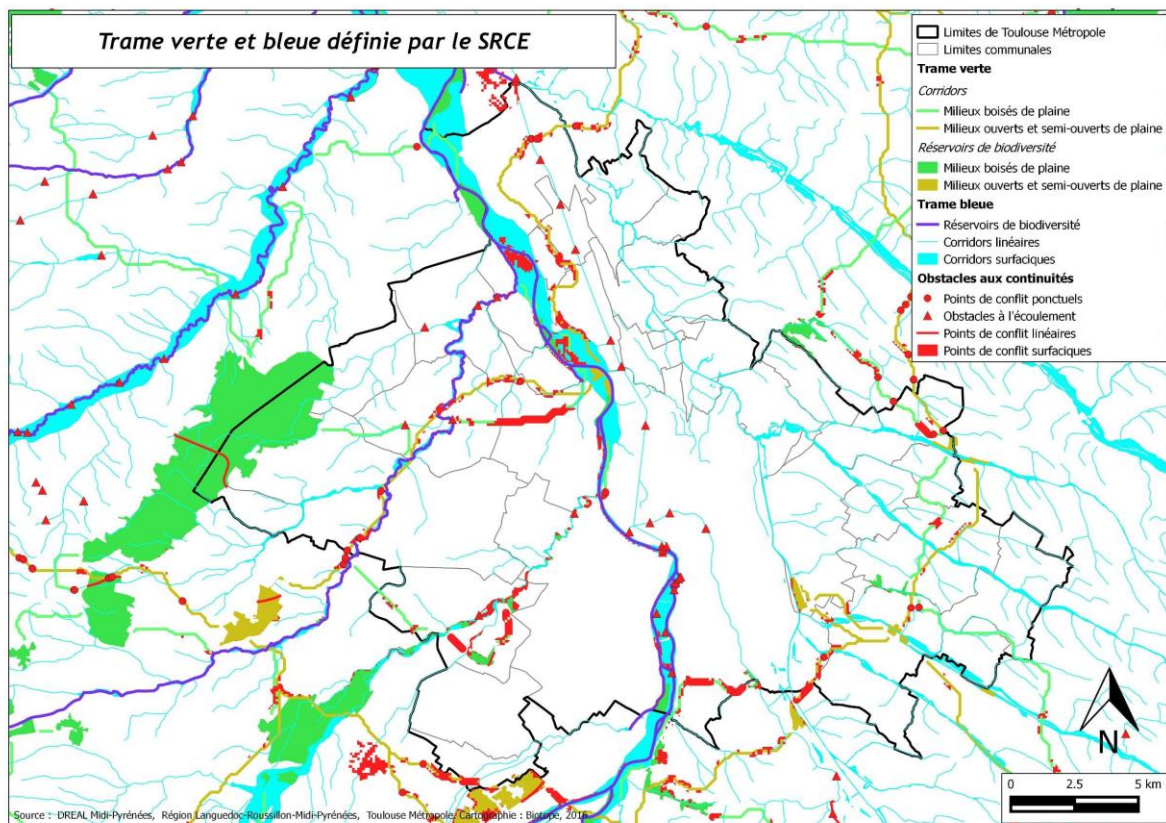 Trame verte et bleue définie par le SRCE
Limites de Toulouse Métropole
Limites communales
Trame verte
Corridors
Milieux boisés de plaine
Milieux ouverts et semi-ouverts de plaine
Réservoirs de biodiversité
Milieux boisés de plaine
Milieux ouverts et semi-ouverts de plaine
Trame bleue
Réservoirs de biodiversité
Corridors linéaires
Corridors surfaciques
Obstacles aux continuités
Points de conflit ponctuels
Obstacles à l'écoulement
Points de conflit linéaires
Points de conflit surfaciques
N
0 2.5 5 km
Source : DREAL Midi-Pyrénées, Région Languedoc-Roussillon-Midi-Pyrénées, Toulouse Métropole. Cartographie : Biotope, 2016